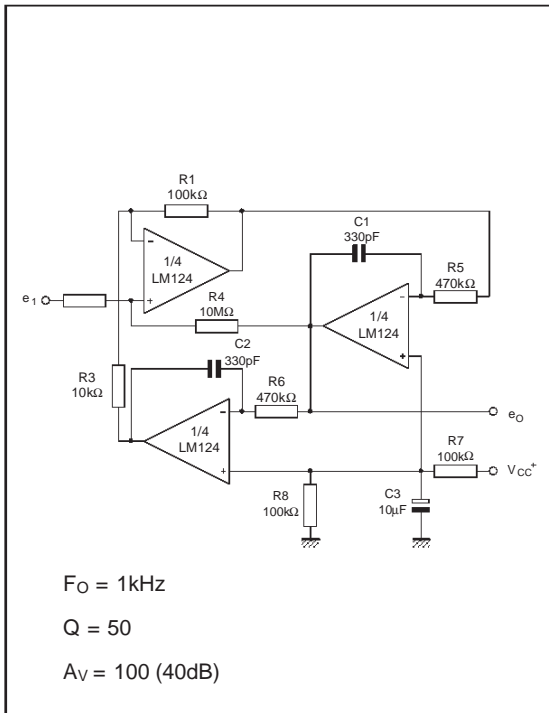 R1
100kΩ
C1
330pF
R5
470kΩ
1/4
LM124
e1
R4
10MΩ
1/4
LM124
C2
330pF
R3
10kΩ
R6
470kΩ
1/4
LM124
eO
R7
100kΩ
VCC+
R8
100kΩ
C3
10µF
FO = 1kHz
Q = 50
AV = 100 (40dB)